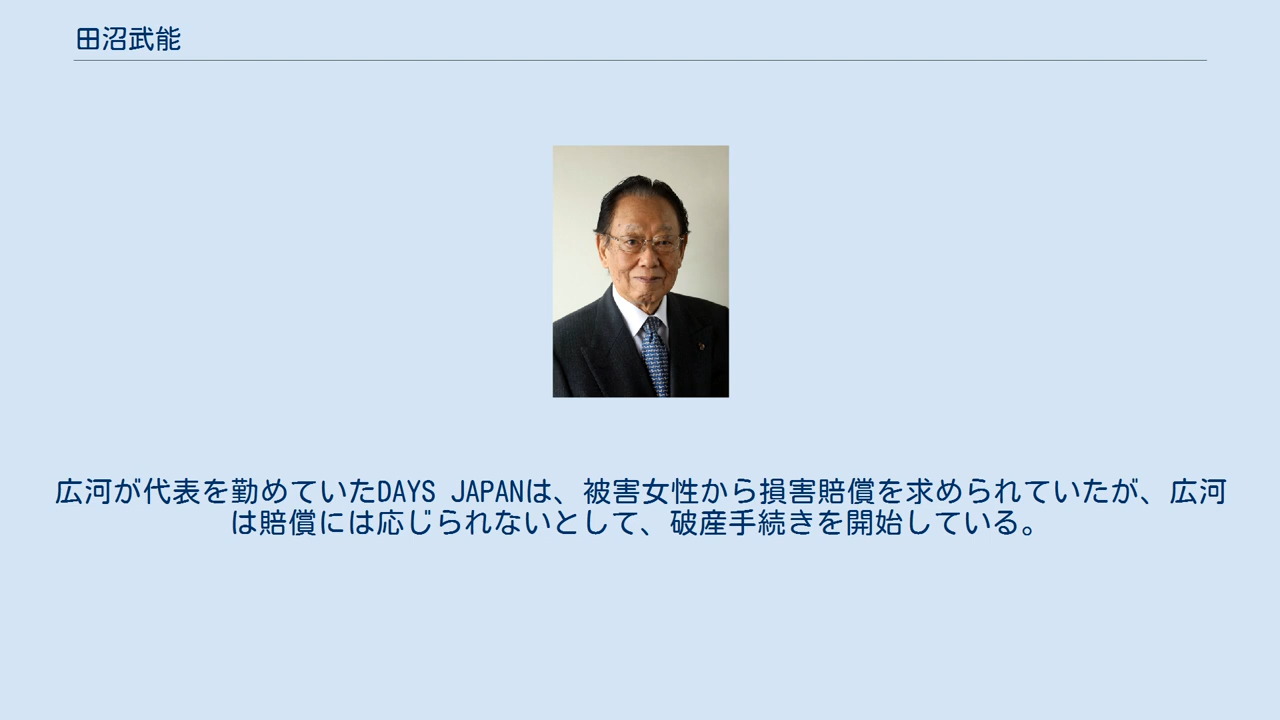 田沼武能
広河が代表を勤めていたDAYS JAPANは、被害女性から損害賠償を求められていたが、広河
は賠償には応じられないとして、破産手続きを開始している。